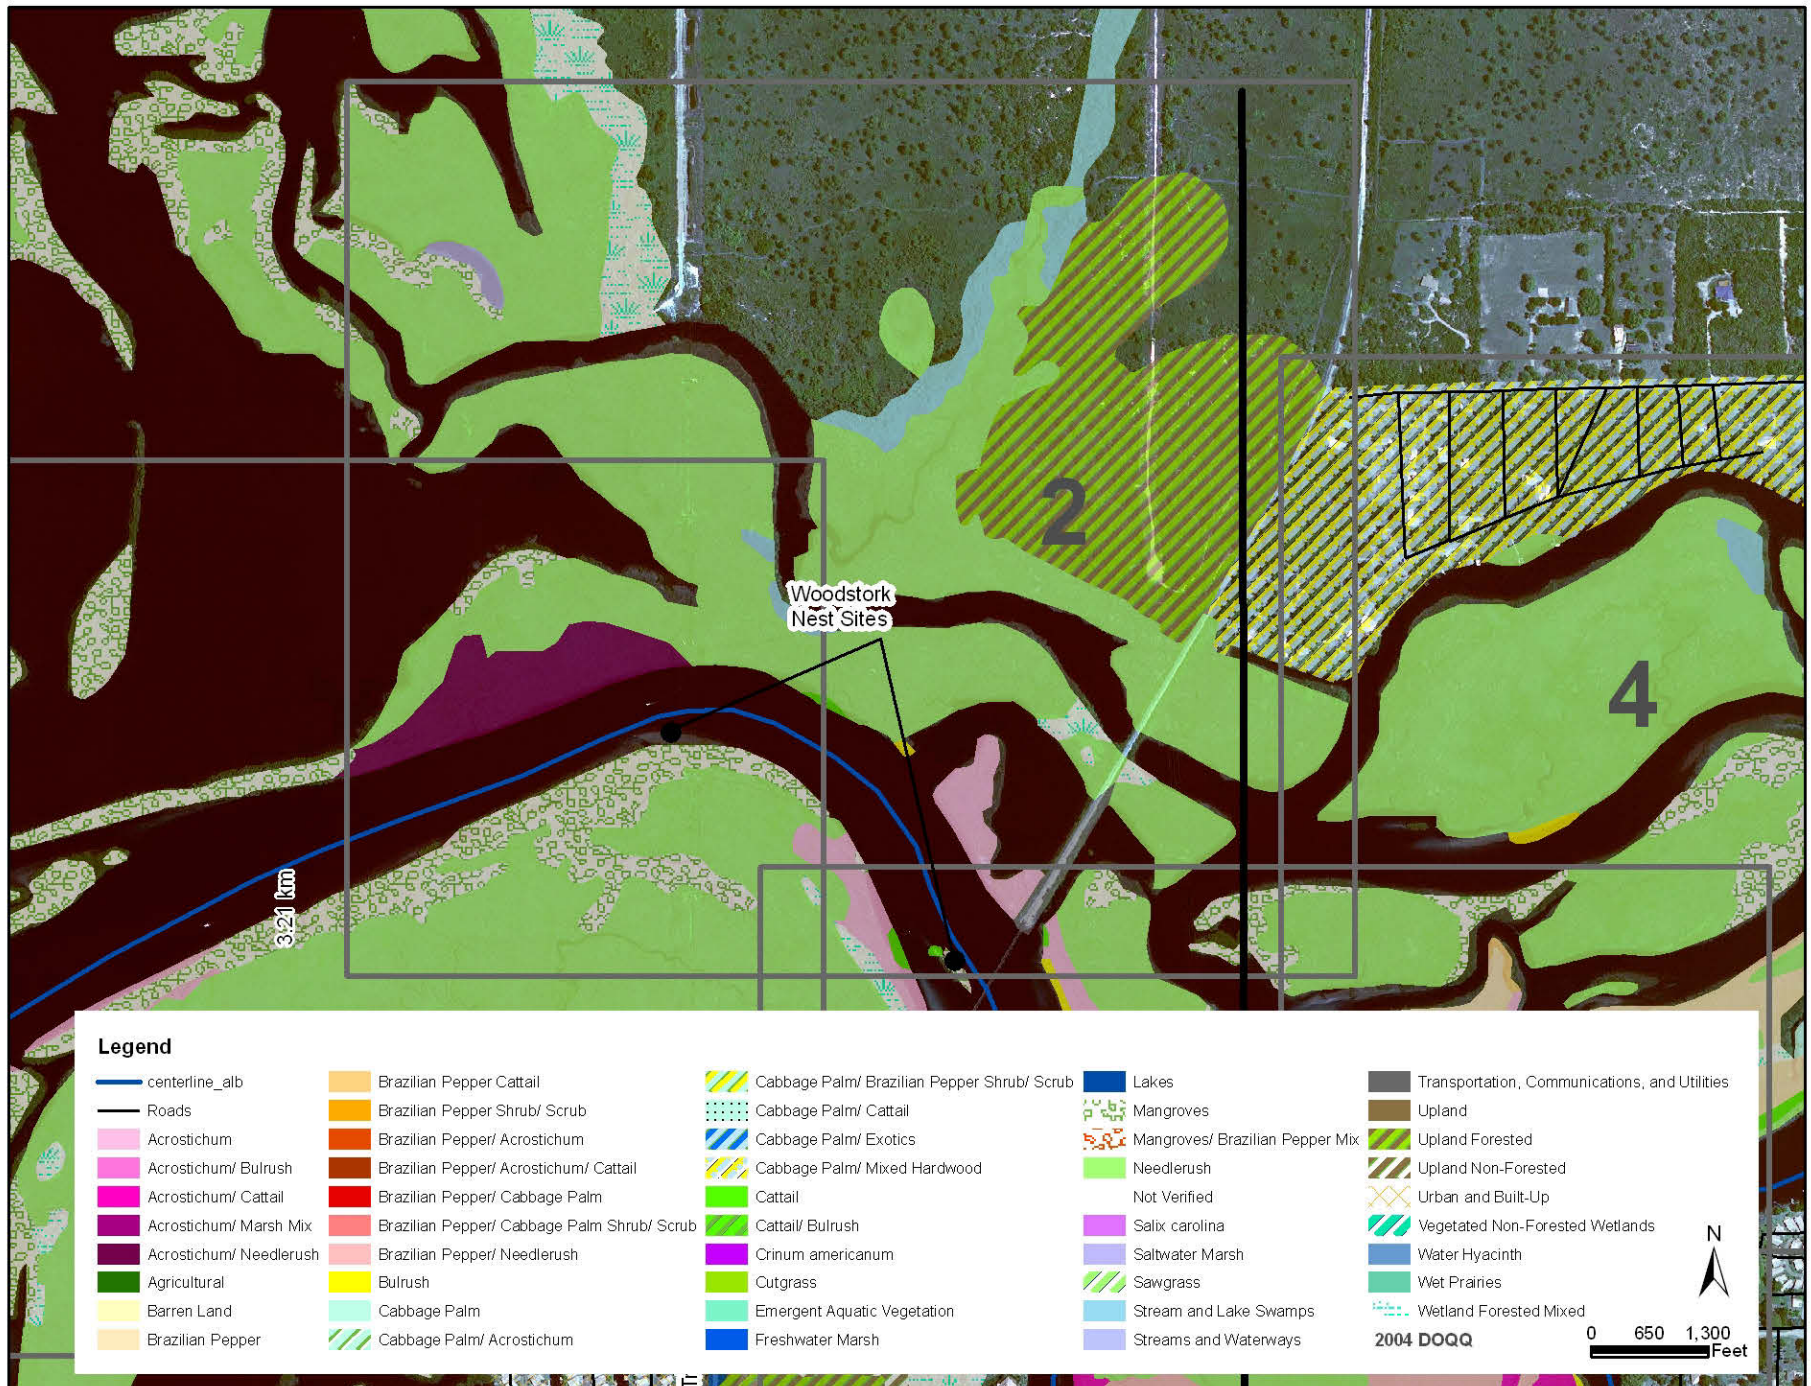 2
Woodstork
Nest Sites
4
3.21 km
Legend
centerline_alb
Roads
Acrostichum
Acrostichum/ Bulrush
Acrostichum/ Cattail
Acrostichum/ Marsh Mix
Acrostichum/ Needlerush
Agricultural
Barren Land
Brazilian Pepper
Brazilian Pepper Cattail
Brazilian Pepper Shrub/ Scrub
Brazilian Pepper/ Acrostichum
Brazilian Pepper/ Acrostichum/ Cattail
Brazilian Pepper/ Cabbage Palm
Brazilian Pepper/ Cabbage Palm Shrub/ Scrub
Brazilian Pepper/ Needlerush
Bulrush
Cabbage Palm
Cabbage Palm/ Acrostichum
Cabbage Palm/ Brazilian Pepper Shrub/ Scrub
Cabbage Palm/ Cattail
Cabbage Palm/ Exotics
Cabbage Palm/ Mixed Hardwood
Cattail
Cattail/ Bulrush
Crinum americanum
Cutgrass
Emergent Aquatic Vegetation
Freshwater Marsh
Lakes
Mangroves
Mangroves/ Brazilian Pepper Mix
Needlerush
Not Verified
Salix carolina
Saltwater Marsh
Sawgrass
Stream and Lake Swamps
Streams and Waterways
Transportation, Communications, and Utilities
Upland
Upland Forested
Upland Non-Forested
Urban and Built-Up
Vegetated Non-Forested Wetlands
Water Hyacinth
Wet Prairies
Wetland Forested Mixed
2004 DOQQ
N
0 650 1,300
Feet